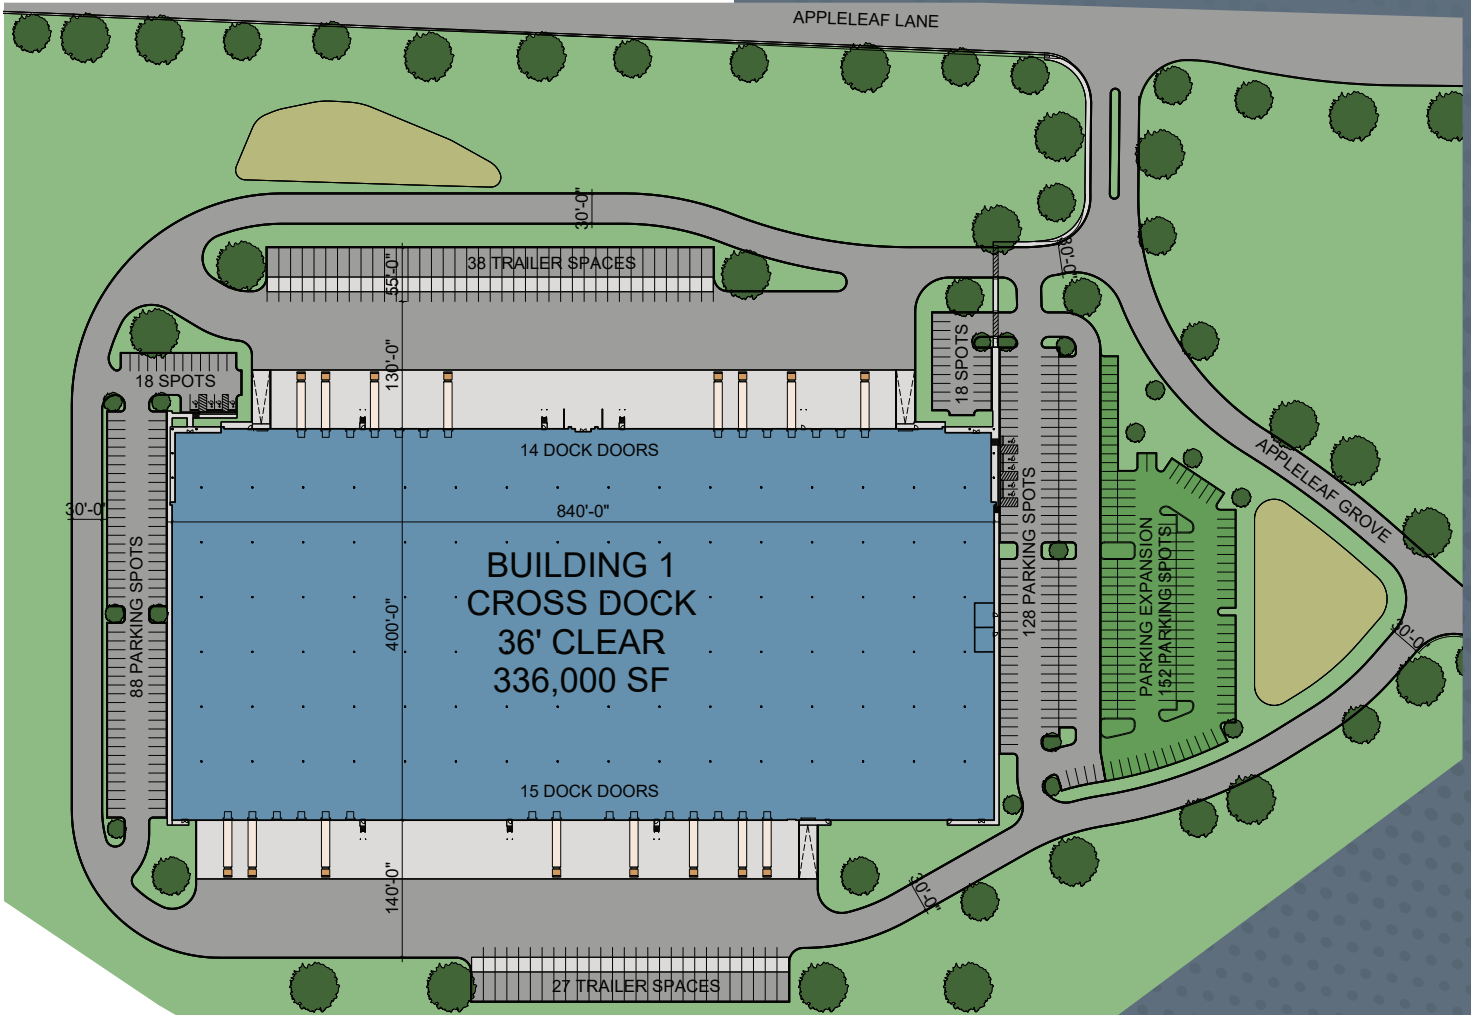 APPLELEAF LANE
30'-0"
38 TRAILER SPACES
55'-0"
30'-0"
130'-0"
18 SPOTS
18 SPOTS
14 DOCK DOORS
APPLELEAF GROVE
30'-0"
840'-0"
BUILDING 1
CROSS DOCK
36' CLEAR
336,000 SF
400'-0"
88 PARKING SPOTS
128 PARKING SPOTS
PARKING EXPANSION
152 PARKING SPOTS
30'-0"
15 DOCK DOORS
140'-0"
30'-0"
27 TRAILER SPACES